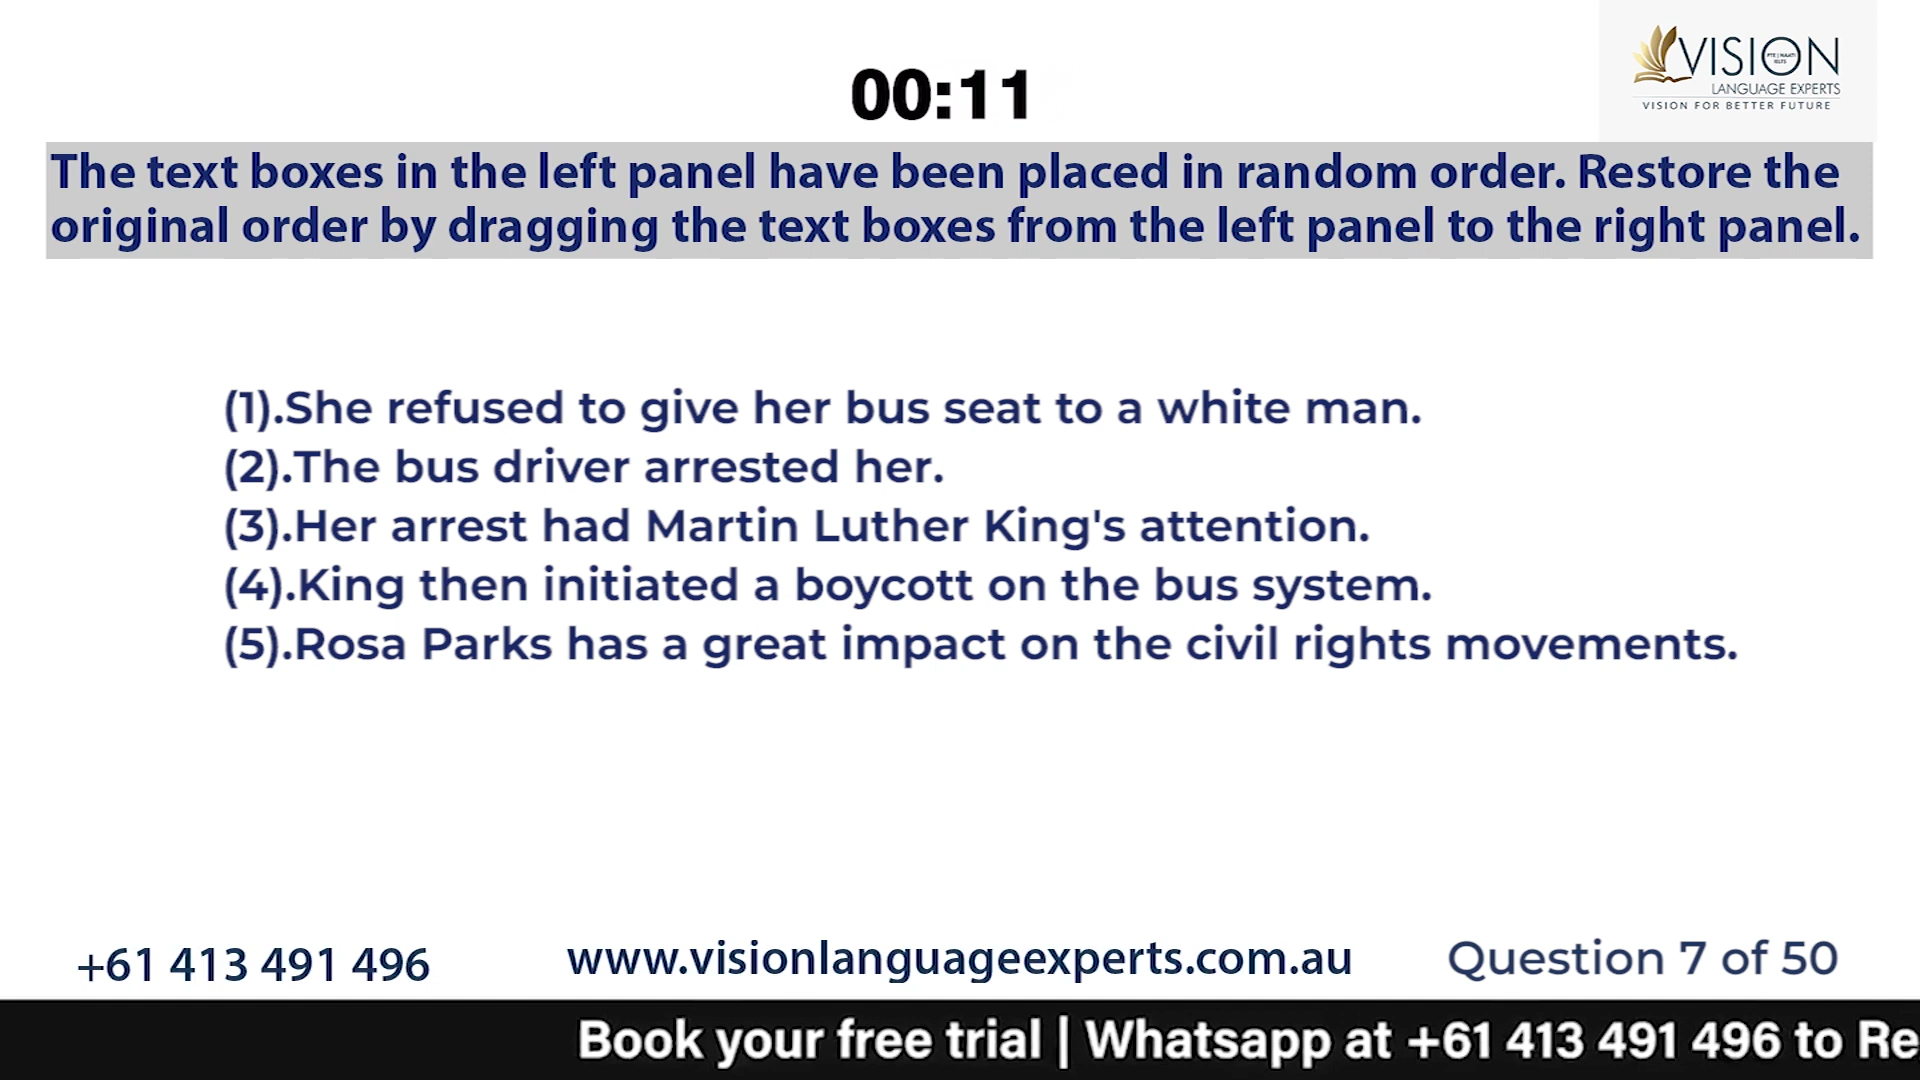 VISION
PTE | NAATI
IELTS
LANGUAGE EXPERTS
VISION FOR BETTER FUTURE
00:11
The text boxes in the left panel have been placed in random order. Restore the
original order by dragging the text boxes from the left panel to the right panel.
(1).She refused to give her bus seat to a white man.
(2).The bus driver arrested her.
(3).Her arrest had Martin Luther King's attention.
(4).King then initiated a boycott on the bus system.
(5).Rosa Parks has a great impact on the civil rights movements.
+61 413 491 496
www.visionlanguageexperts.com.au
Question 7 of 50
Book your free trial | Whatsapp at +61 413 491 496 to Re